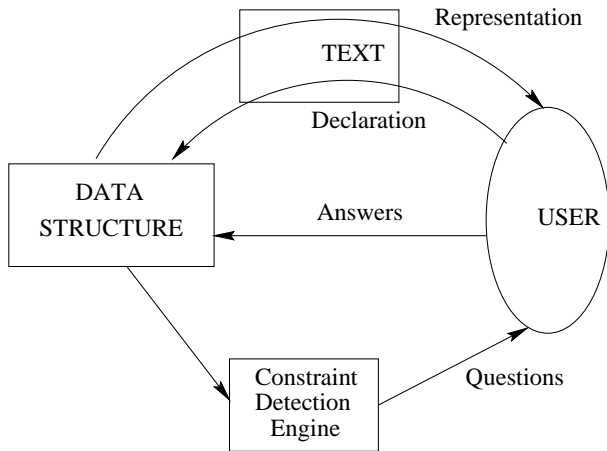 Representation
TEXT
Declaration
DATA
STRUCTURE
Answers
USER
Constraint
Detection
Engine
Questions